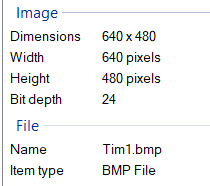 Image
Dimensions 640 x 480
Width 640 pixels
Height 480 pixels
Bit depth 24
File
Name Tim1.bmp
Item type BMP File